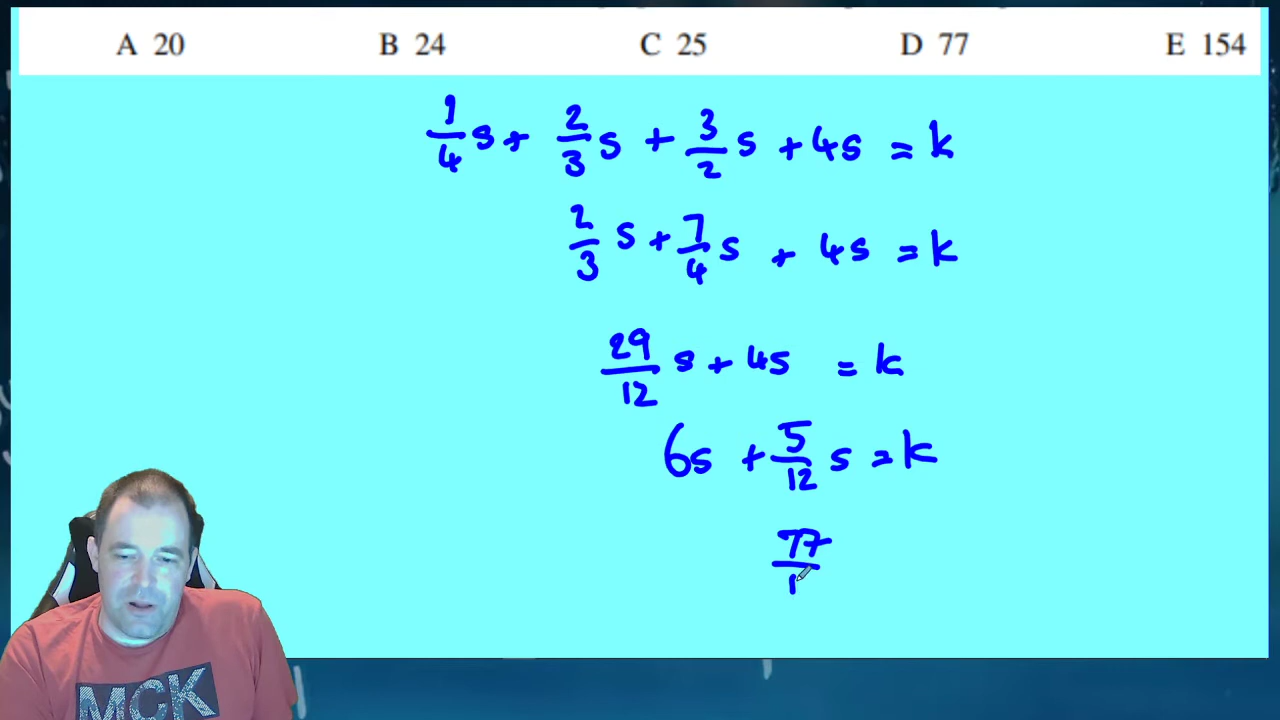 A 20 B 24 C 25 D 77 E 154
1/4 s + 2/3 s + 3/2 s + 4s = k
2/3 s + 7/4 s + 4s = k
29/12 s + 4s = k
6s + 5/12 s = k
77/1
MCK